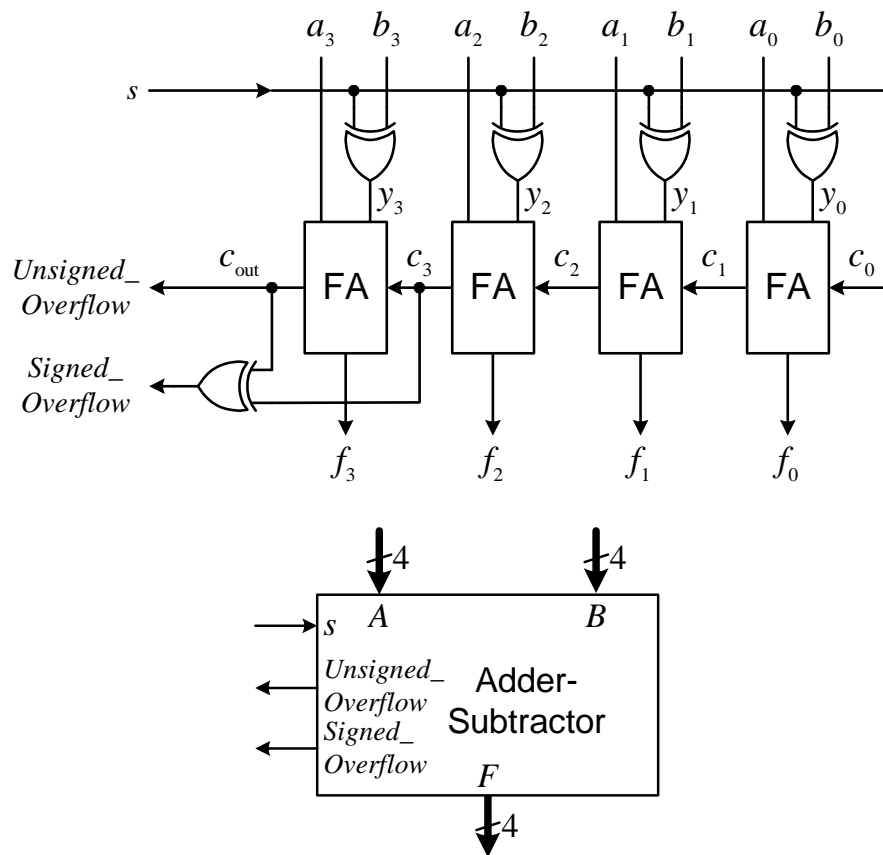 a₃ b₃ a₂ b₂ a₁ b₁ a₀ b₀
s
y₃ y₂ y₁ y₀
Unsigned_
Overflow
c_out FA c₃ FA c₂ FA c₁ FA c₀
Signed_
Overflow
f₃ f₂ f₁ f₀
4 4
A B
s
Unsigned_
Overflow
Signed_
Overflow
Adder-
Subtractor
F
4